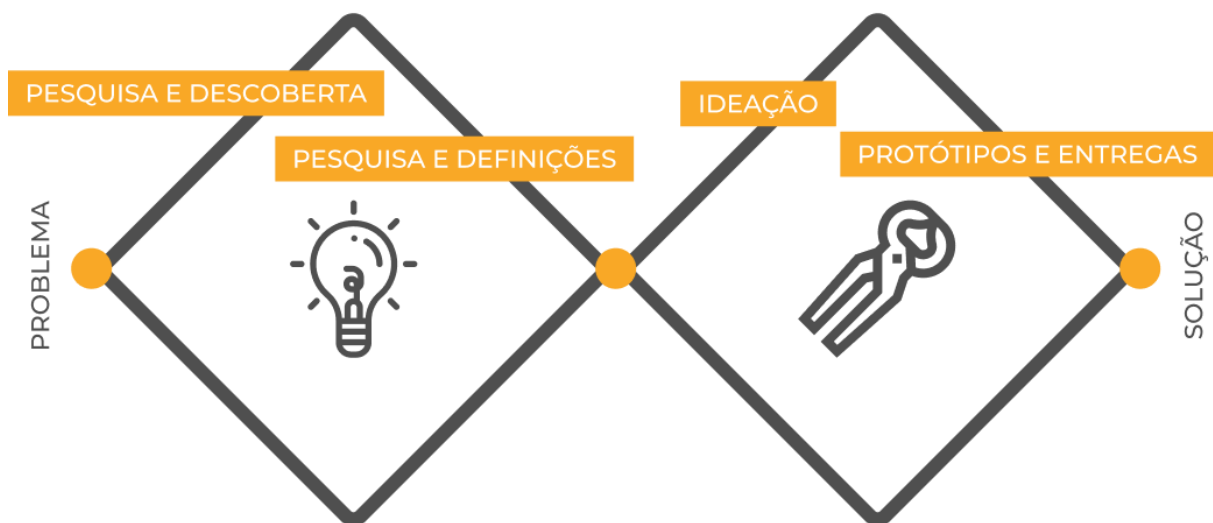 PESQUISA E DESCOBERTA
PESQUISA E DEFINIÇÕES
IDEAÇÃO
PROTÓTIPOS E ENTREGAS
PROBLEMA
SOLUÇÃO